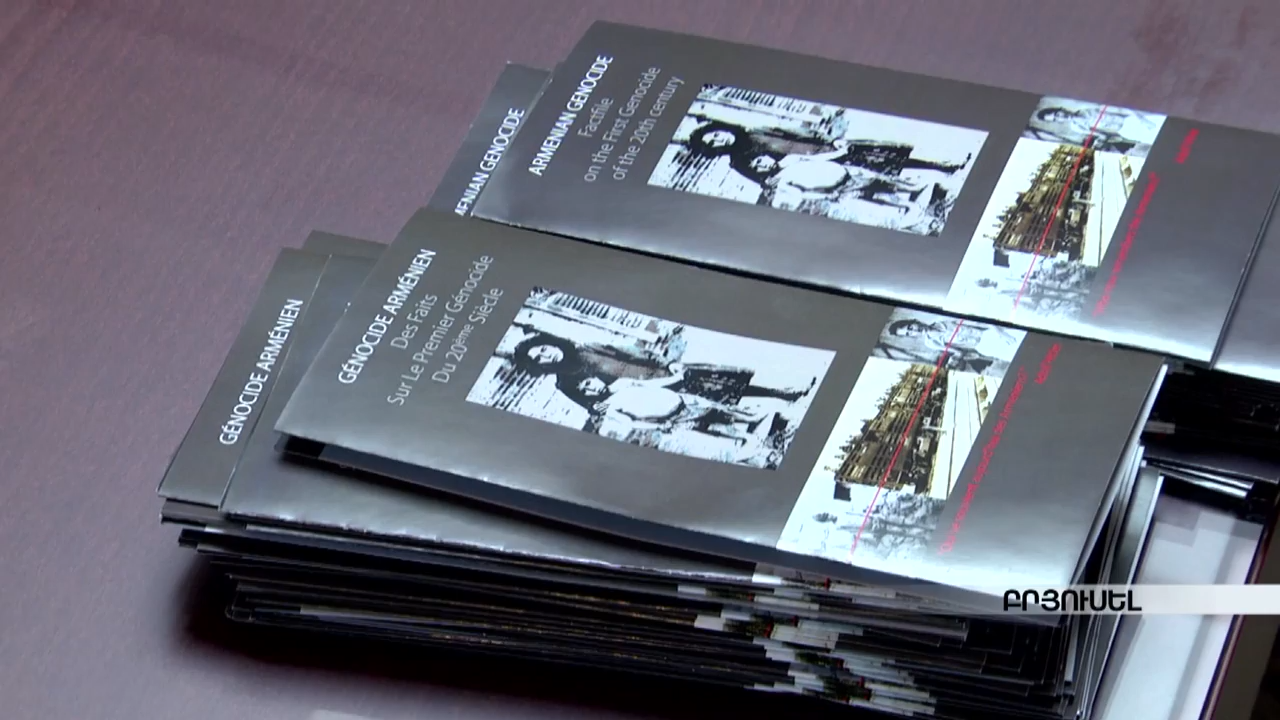 ARMENIAN GENOCIDE
Factfile
on the First Genocide
of the 20th century
MENIAN GENOCIDE
GÉNOCIDE ARMÉNIEN
Des Faits
Sur Le Premier Génocide
Du 20ème Siècle
GÉNOCIDE ARMÉNIEN
ԲՐՅՈՒՍԵԼ